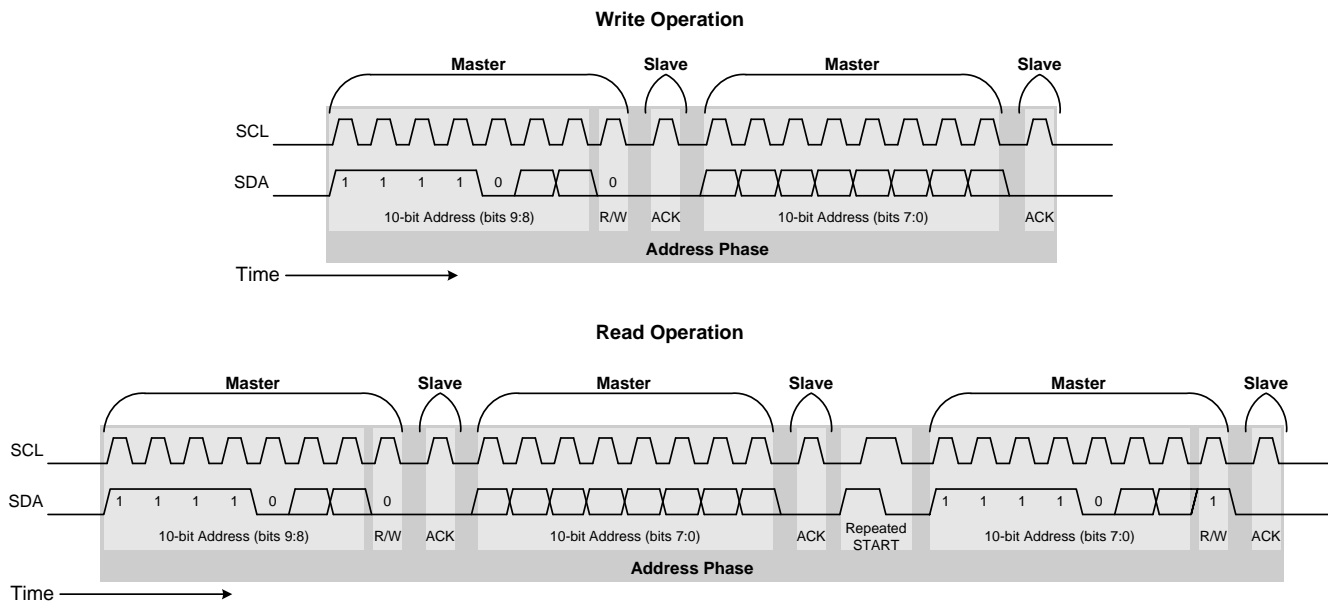 Write Operation
Master Slave Master Slave
SCL
SDA 1 1 1 1 0 0
10-bit Address (bits 9:8) R/W ACK 10-bit Address (bits 7:0) ACK
Address Phase
Time
Read Operation
Master Slave Master Slave Master Slave
SCL
SDA 1 1 1 1 0 0 1 1 1 1 0 1
10-bit Address (bits 9:8) R/W ACK 10-bit Address (bits 7:0) ACK Repeated START 10-bit Address (bits 7:0) R/W ACK
Address Phase
Time